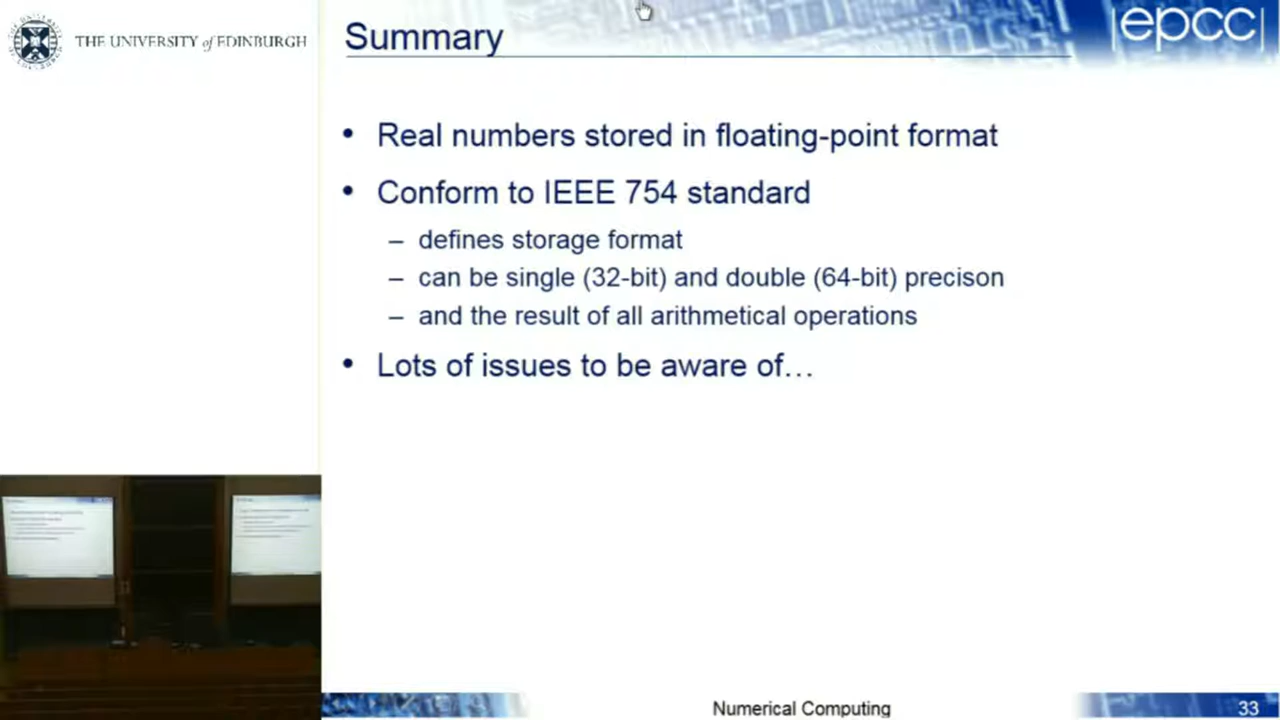 THE UNIVERSITY of EDINBURGH
Summary
|epcc|
• Real numbers stored in floating-point format
• Conform to IEEE 754 standard
– defines storage format
– can be single (32-bit) and double (64-bit) precison
– and the result of all arithmetical operations
• Lots of issues to be aware of…
Numerical Computing
33